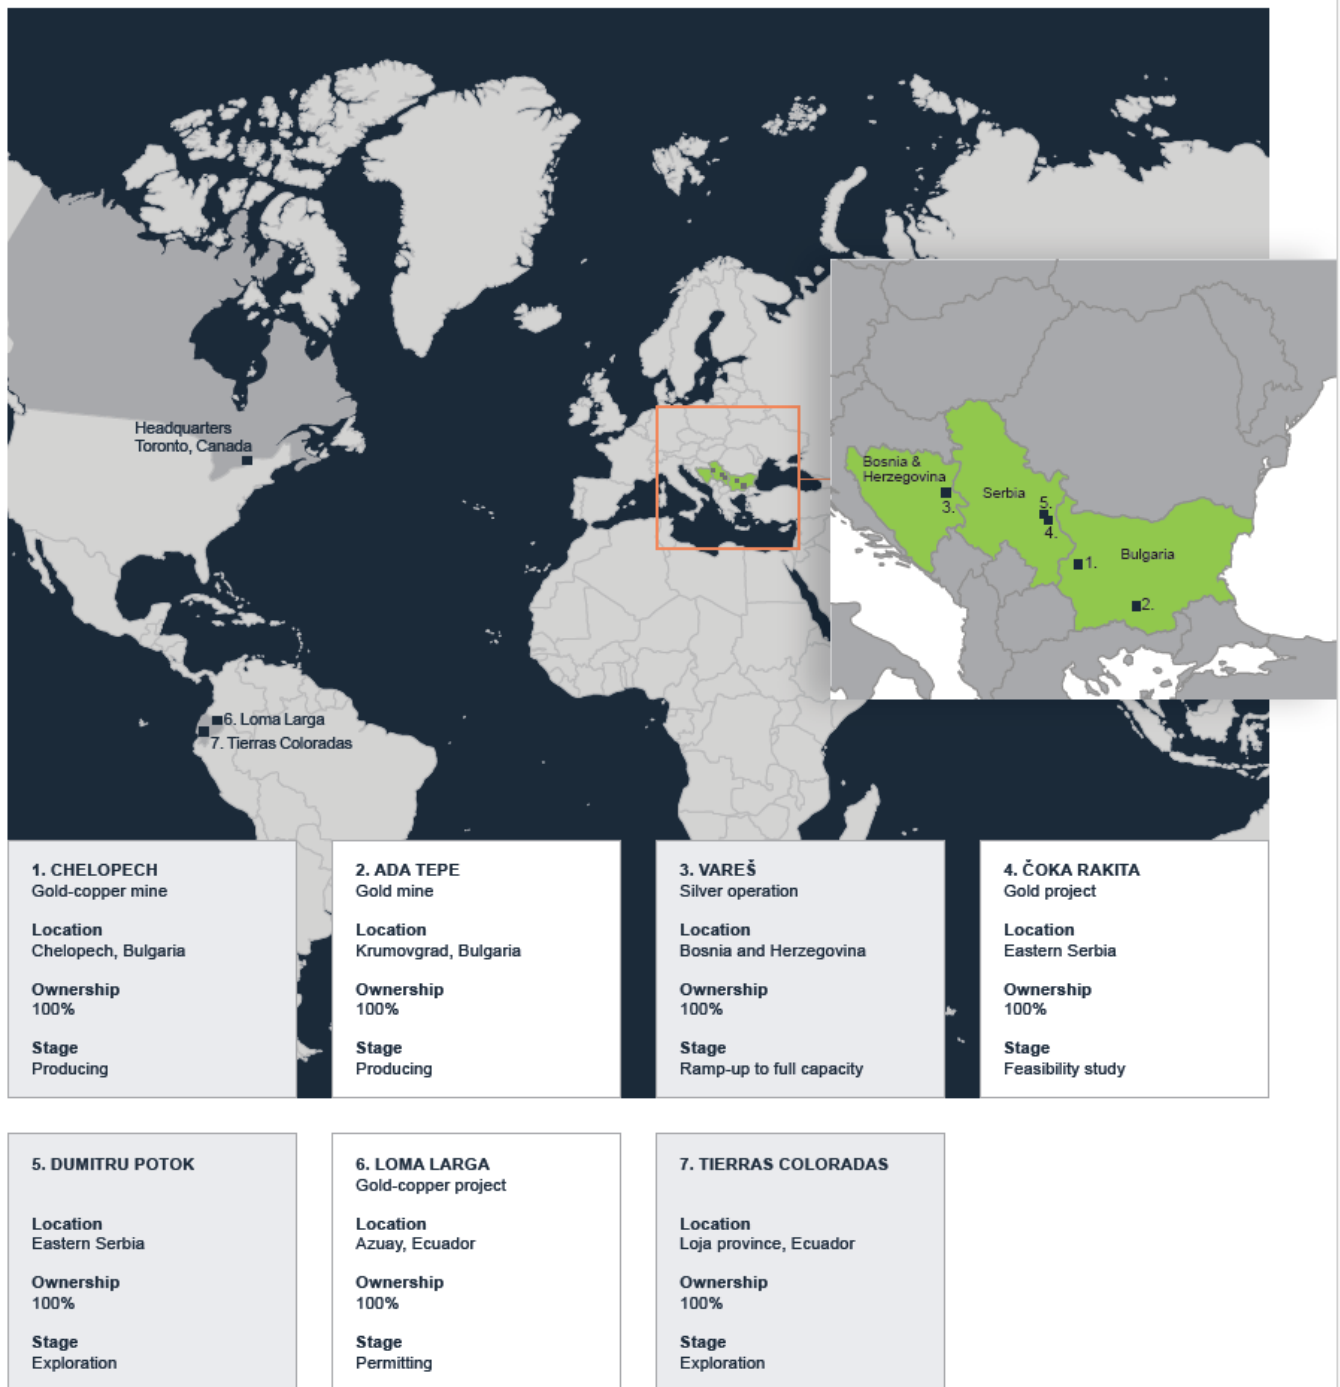 Headquarters
Toronto, Canada
Bosnia &
Herzegovina
Serbia
3.
5.
4.
Bulgaria
1.
2.
6. Loma Larga
7. Tierras Coloradas
1. CHELOPECH
Gold-copper mine
Location
Chelopech, Bulgaria
Ownership
100%
Stage
Producing
2. ADA TEPE
Gold mine
Location
Krumovgrad, Bulgaria
Ownership
100%
Stage
Producing
3. VAREŠ
Silver operation
Location
Bosnia and Herzegovina
Ownership
100%
Stage
Ramp-up to full capacity
4. ČOKA RAKITA
Gold project
Location
Eastern Serbia
Ownership
100%
Stage
Feasibility study
5. DUMITRU POTOK
Location
Eastern Serbia
Ownership
100%
Stage
Exploration
6. LOMA LARGA
Gold-copper project
Location
Azuay, Ecuador
Ownership
100%
Stage
Permitting
7. TIERRAS COLORADAS
Location
Loja province, Ecuador
Ownership
100%
Stage
Exploration